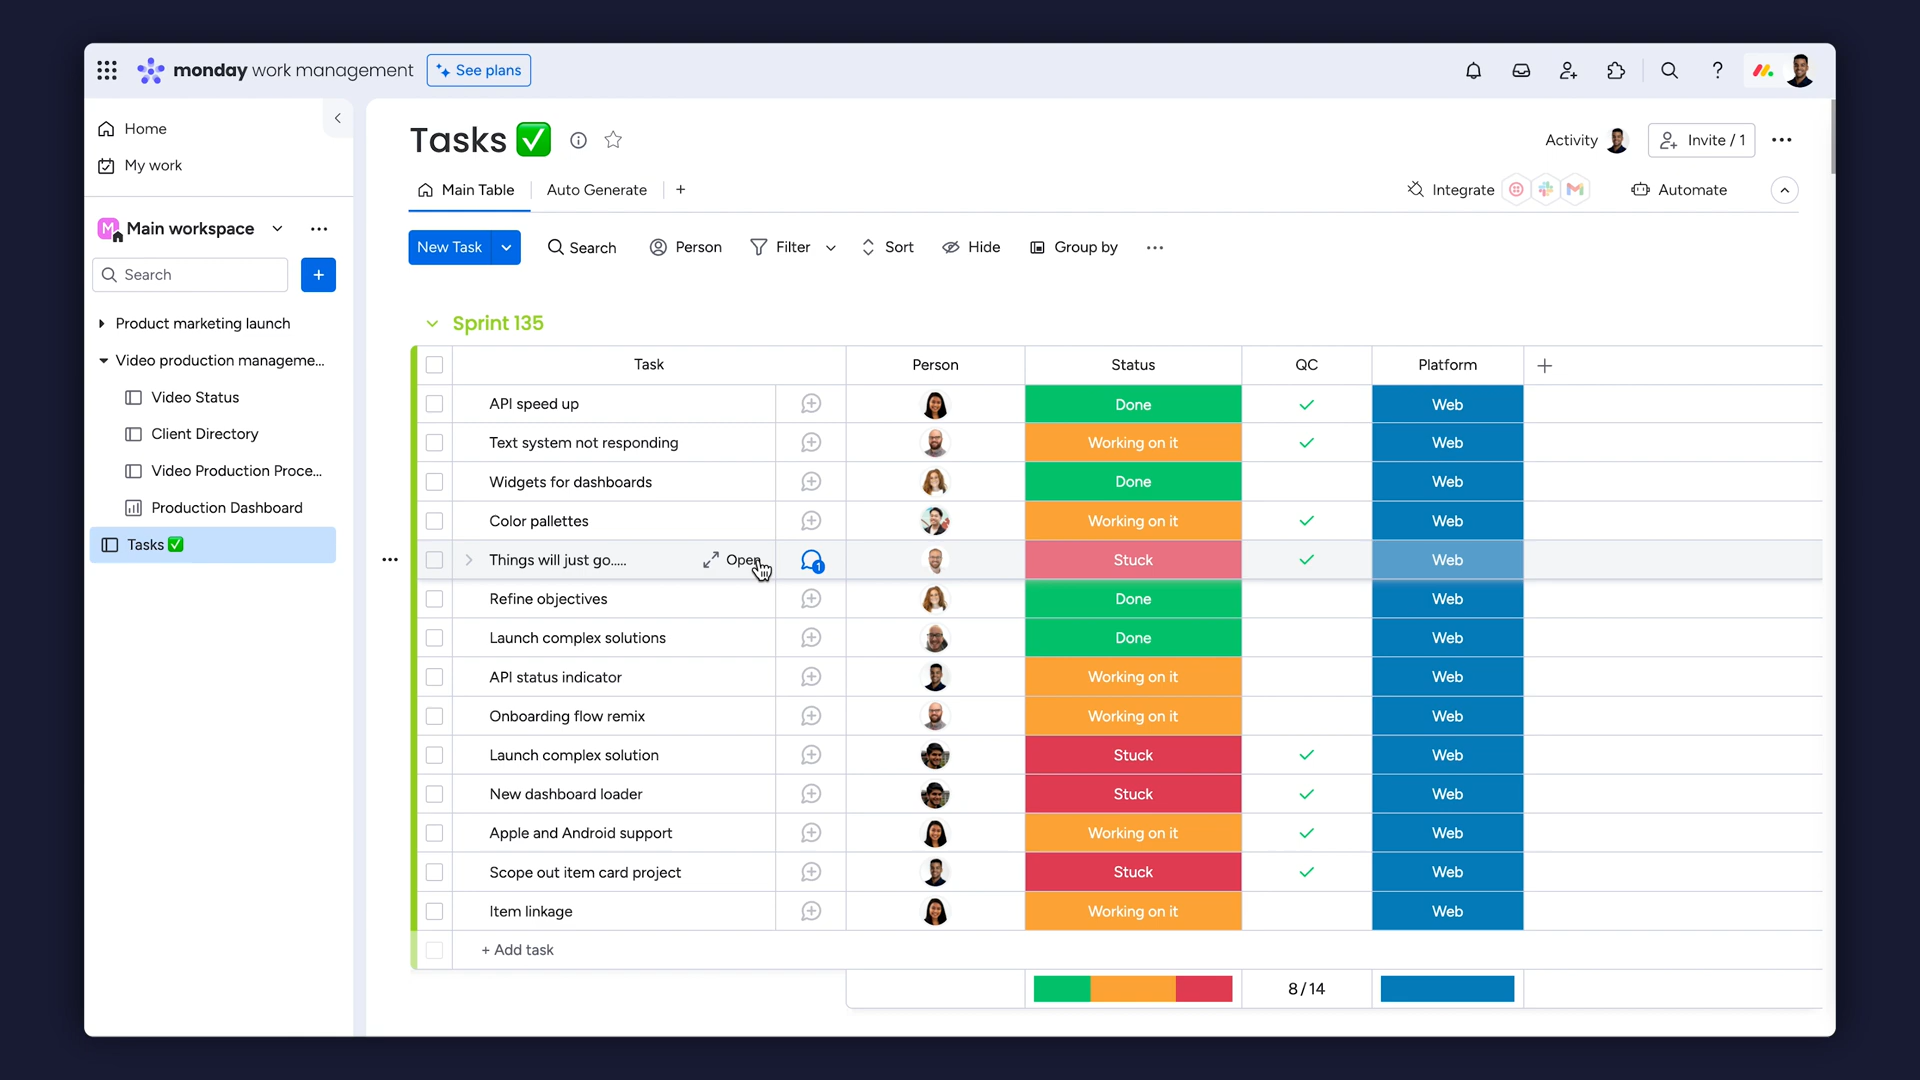 monday work management
See plans
Home
My work
M
Main workspace
Search
Product marketing launch
Video production manageme...
Video Status
Client Directory
Video Production Proce...
Production Dashboard
Tasks ✅
Tasks ✅
Activity
Invite / 1
Main Table
Auto Generate
Integrate
Automate
New Task
Search
Person
Filter
Sort
Hide
Group by
Sprint 135
Task Person Status QC Platform
API speed up Done Web
Text system not responding Working on it Web
Widgets for dashboards Done Web
Color pallettes Working on it Web
Things will just go..... Open 1 Stuck Web
Refine objectives Done Web
Launch complex solutions Done Web
API status indicator Working on it Web
Onboarding flow remix Working on it Web
Launch complex solution Stuck Web
New dashboard loader Stuck Web
Apple and Android support Working on it Web
Scope out item card project Stuck Web
Item linkage Working on it Web
+ Add task
8 / 14